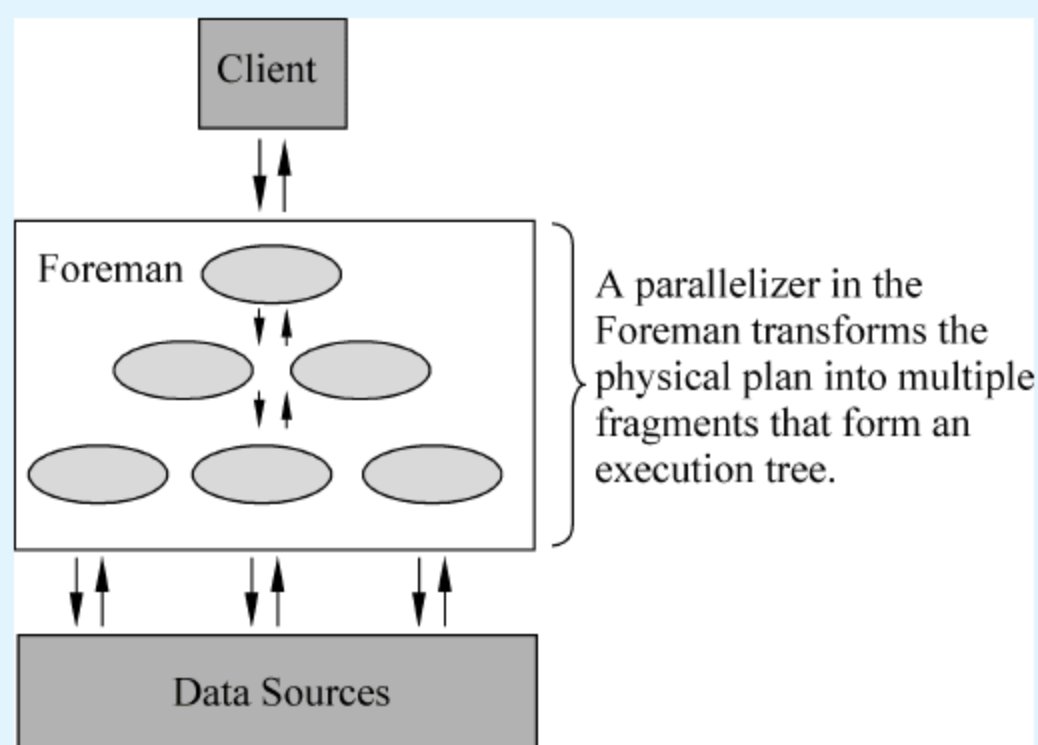 Client
Foreman
A parallelizer in the
Foreman transforms the
physical plan into multiple
fragments that form an
execution tree.
Data Sources